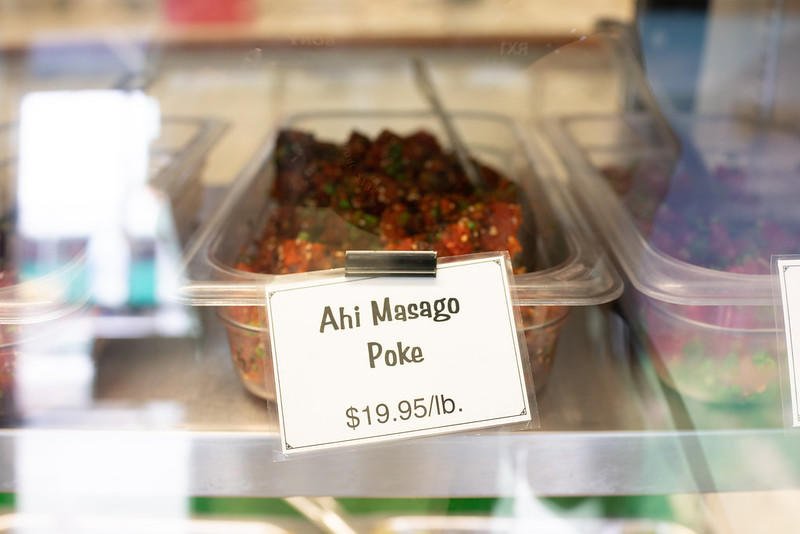 Ahi Masago
Poke
$19.95/lb.